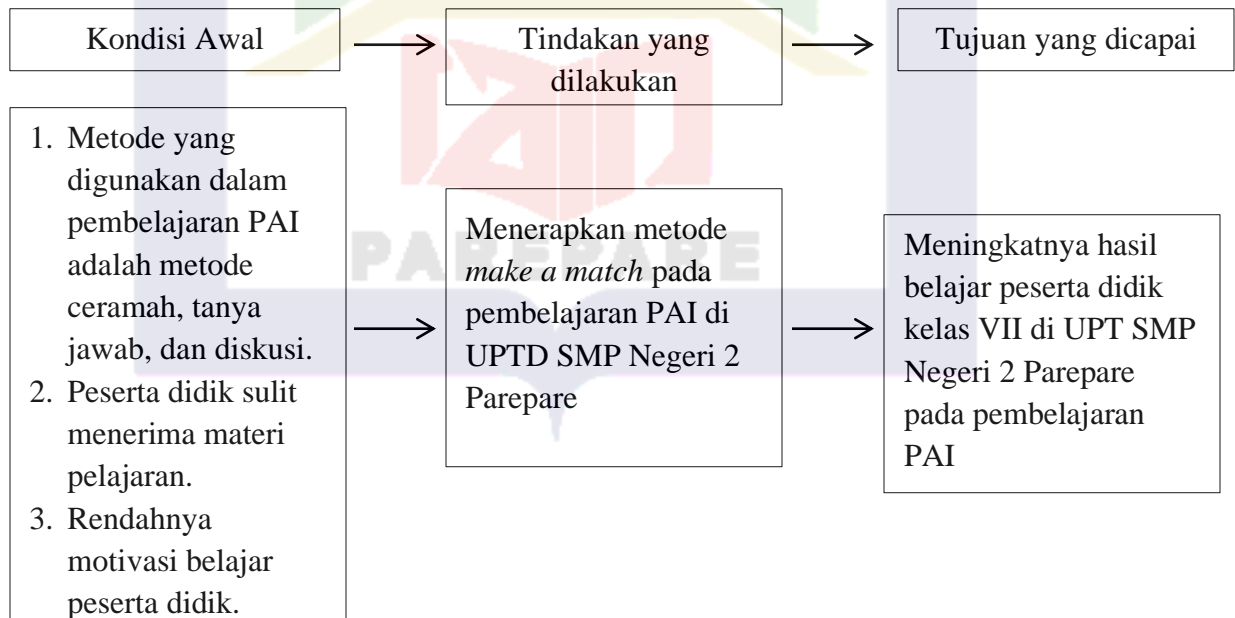 Kondisi Awal
Tindakan yang
dilakukan
Tujuan yang dicapai
1. Metode yang
digunakan dalam
pembelajaran PAI
adalah metode
ceramah, tanya
jawab, dan diskusi.
2. Peserta didik sulit
menerima materi
pelajaran.
3. Rendahnya
motivasi belajar
peserta didik.
Menerapkan metode
make a match pada
pembelajaran PAI di
UPTD SMP Negeri 2
Parepare
Meningkatnya hasil
belajar peserta didik
kelas VII di UPT SMP
Negeri 2 Parepare
pada pembelajaran
PAI
PAREPARE